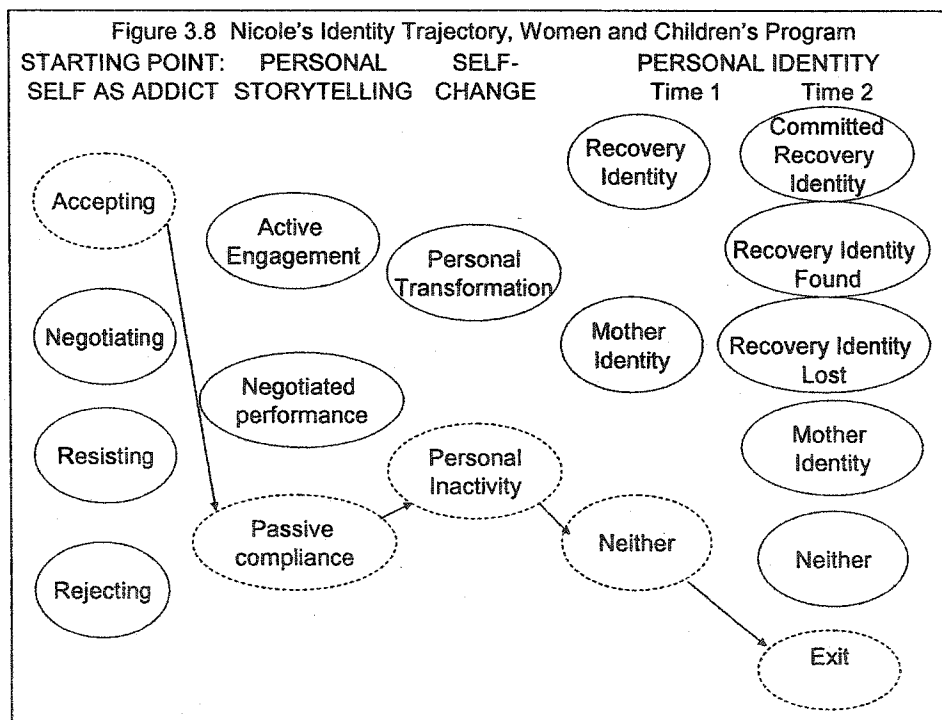 Figure 3.8 Nicole's Identity Trajectory, Women and Children's Program
STARTING POINT:
SELF AS ADDICT
PERSONAL
STORYTELLING
SELF-
CHANGE
PERSONAL IDENTITY
Time 1
Time 2
Accepting
Negotiating
Resisting
Rejecting
Active
Engagement
Negotiated
performance
Passive
compliance
Personal
Transformation
Personal
Inactivity
Recovery
Identity
Mother
Identity
Neither
Committed
Recovery
Identity
Recovery Identity
Found
Recovery Identity
Lost
Mother
Identity
Neither
Exit